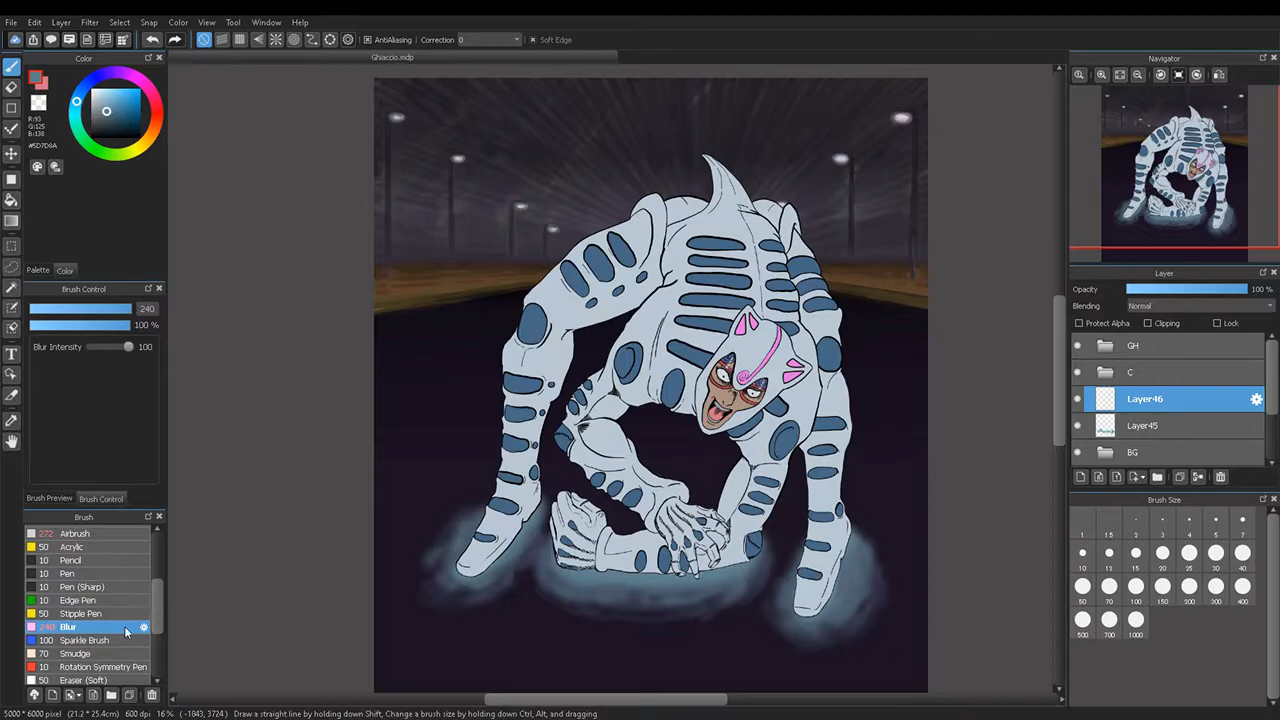 File Edit Layer Filter Select Snap Color View Tool Window Help
AntiAliasing Correction 0 Soft Edge
Color
Ghiaccio.mdp
Navigator
R:93
G:125
B:138
#5D7D8A
Palette Color
Brush Control
240
100 %
Blur Intensity 100
Brush Preview Brush Control
Brush
272 Airbrush
50 Acrylic
10 Pencil
10 Pen
10 Pen (Sharp)
10 Edge Pen
50 Stipple Pen
240 Blur
100 Sparkle Brush
70 Smudge
10 Rotation Symmetry Pen
50 Eraser (Soft)
Layer
Opacity 100 %
Blending Normal
Protect Alpha Clipping Lock
GH
C
Layer46
Layer45
BG
Brush Size
1 1.5 2 3 4 5 7
10 12 15 20 25 30 40
50 70 100 150 200 300 400
500 700 1000
5000 * 6000 pixel (21.2 * 25.4cm) 600 dpi 16% (-1843, 3724) Draw a straight line by holding down Shift, Change a brush size by holding down Ctrl, Alt, and dragging